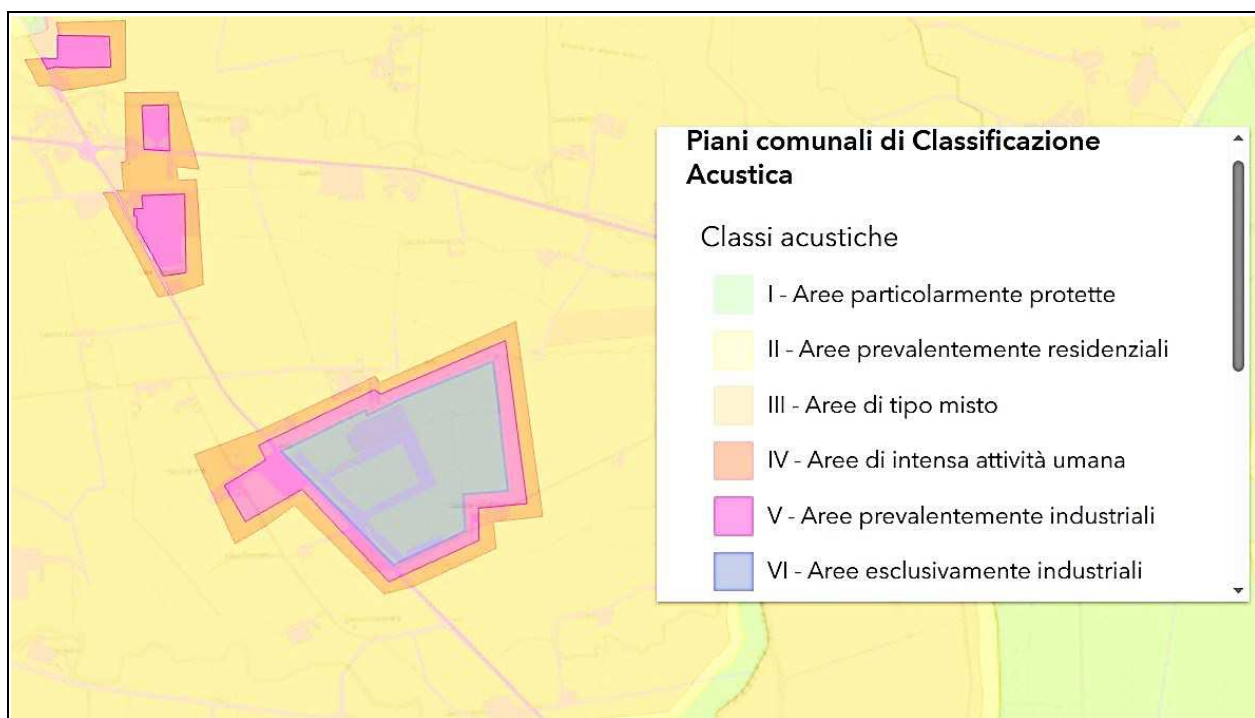 Piani comunali di Classificazione
Acustica
Classi acustiche
I - Aree particolarmente protette
II - Aree prevalentemente residenziali
III - Aree di tipo misto
IV - Aree di intensa attività umana
V - Aree prevalentemente industriali
VI - Aree esclusivamente industriali